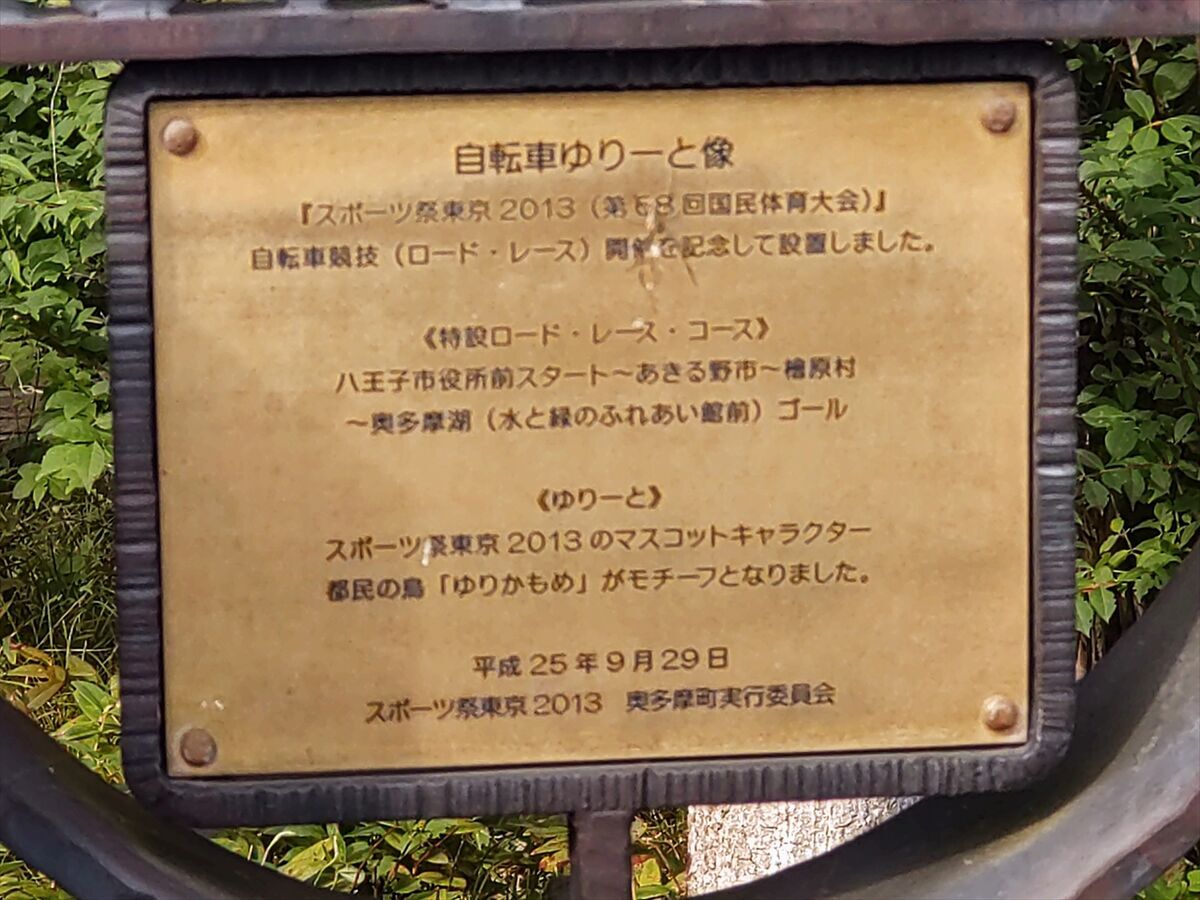 自転車ゆりーと像
『スポーツ祭東京2013（第68回国民体育大会）』
自転車競技（ロード・レース）開催を記念して設置しました。
《特設ロード・レース・コース》
八王子市役所前スタート～あきる野市～檜原村
～奥多摩湖（水と緑のふれあい館前）ゴール
《ゆりーと》
スポーツ祭東京2013のマスコットキャラクター
都民の鳥「ゆりかもめ」がモチーフとなりました。
平成25年9月29日
スポーツ祭東京2013　奥多摩町実行委員会